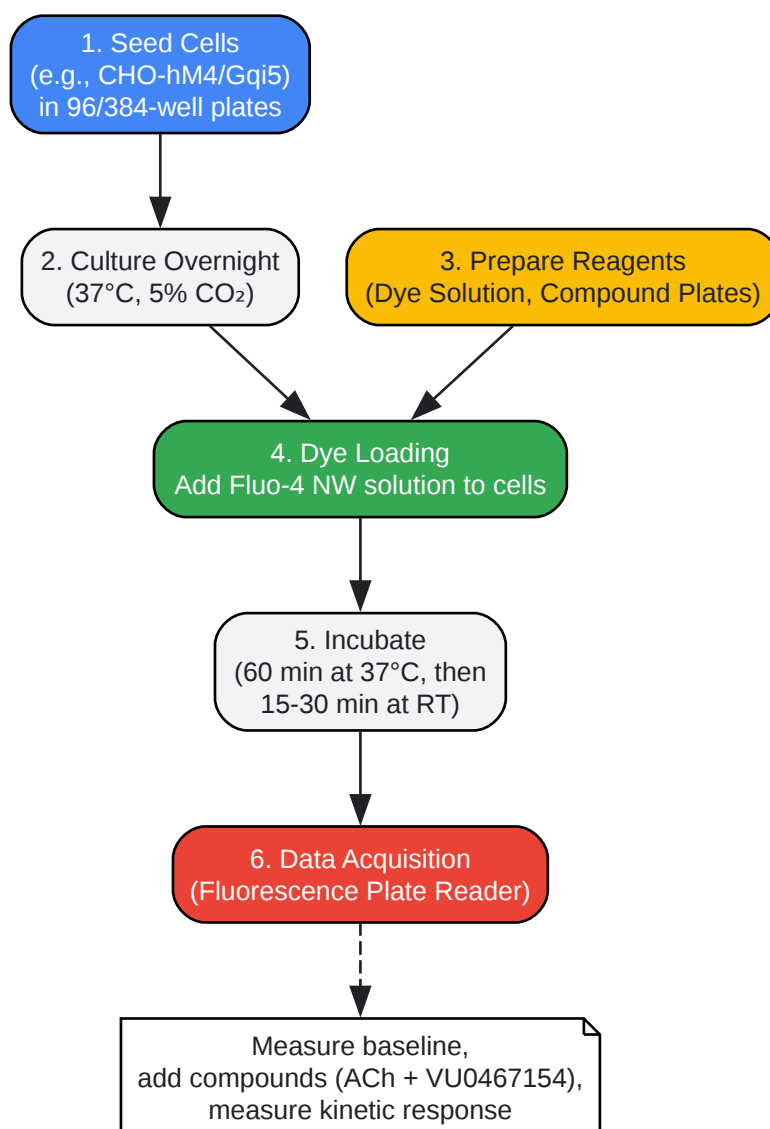 1. Seed Cells
(e.g., CHO-hM4/Gqi5)
in 96/384-well plates
2. Culture Overnight
(37°C, 5% CO₂)
3. Prepare Reagents
(Dye Solution, Compound Plates)
4. Dye Loading
Add Fluo-4 NW solution to cells
5. Incubate
(60 min at 37°C, then
15-30 min at RT)
6. Data Acquisition
(Fluorescence Plate Reader)
Measure baseline,
add compounds (ACh + VU0467154),
measure kinetic response